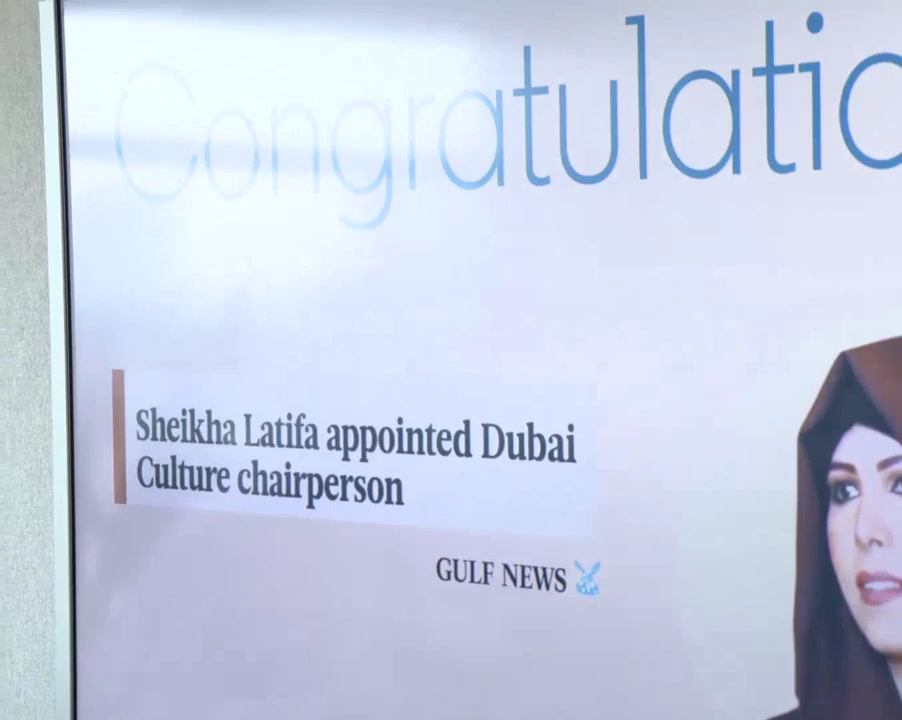 Congratulatio
Sheikha Latifa appointed Dubai
Culture chairperson
GULF NEWS